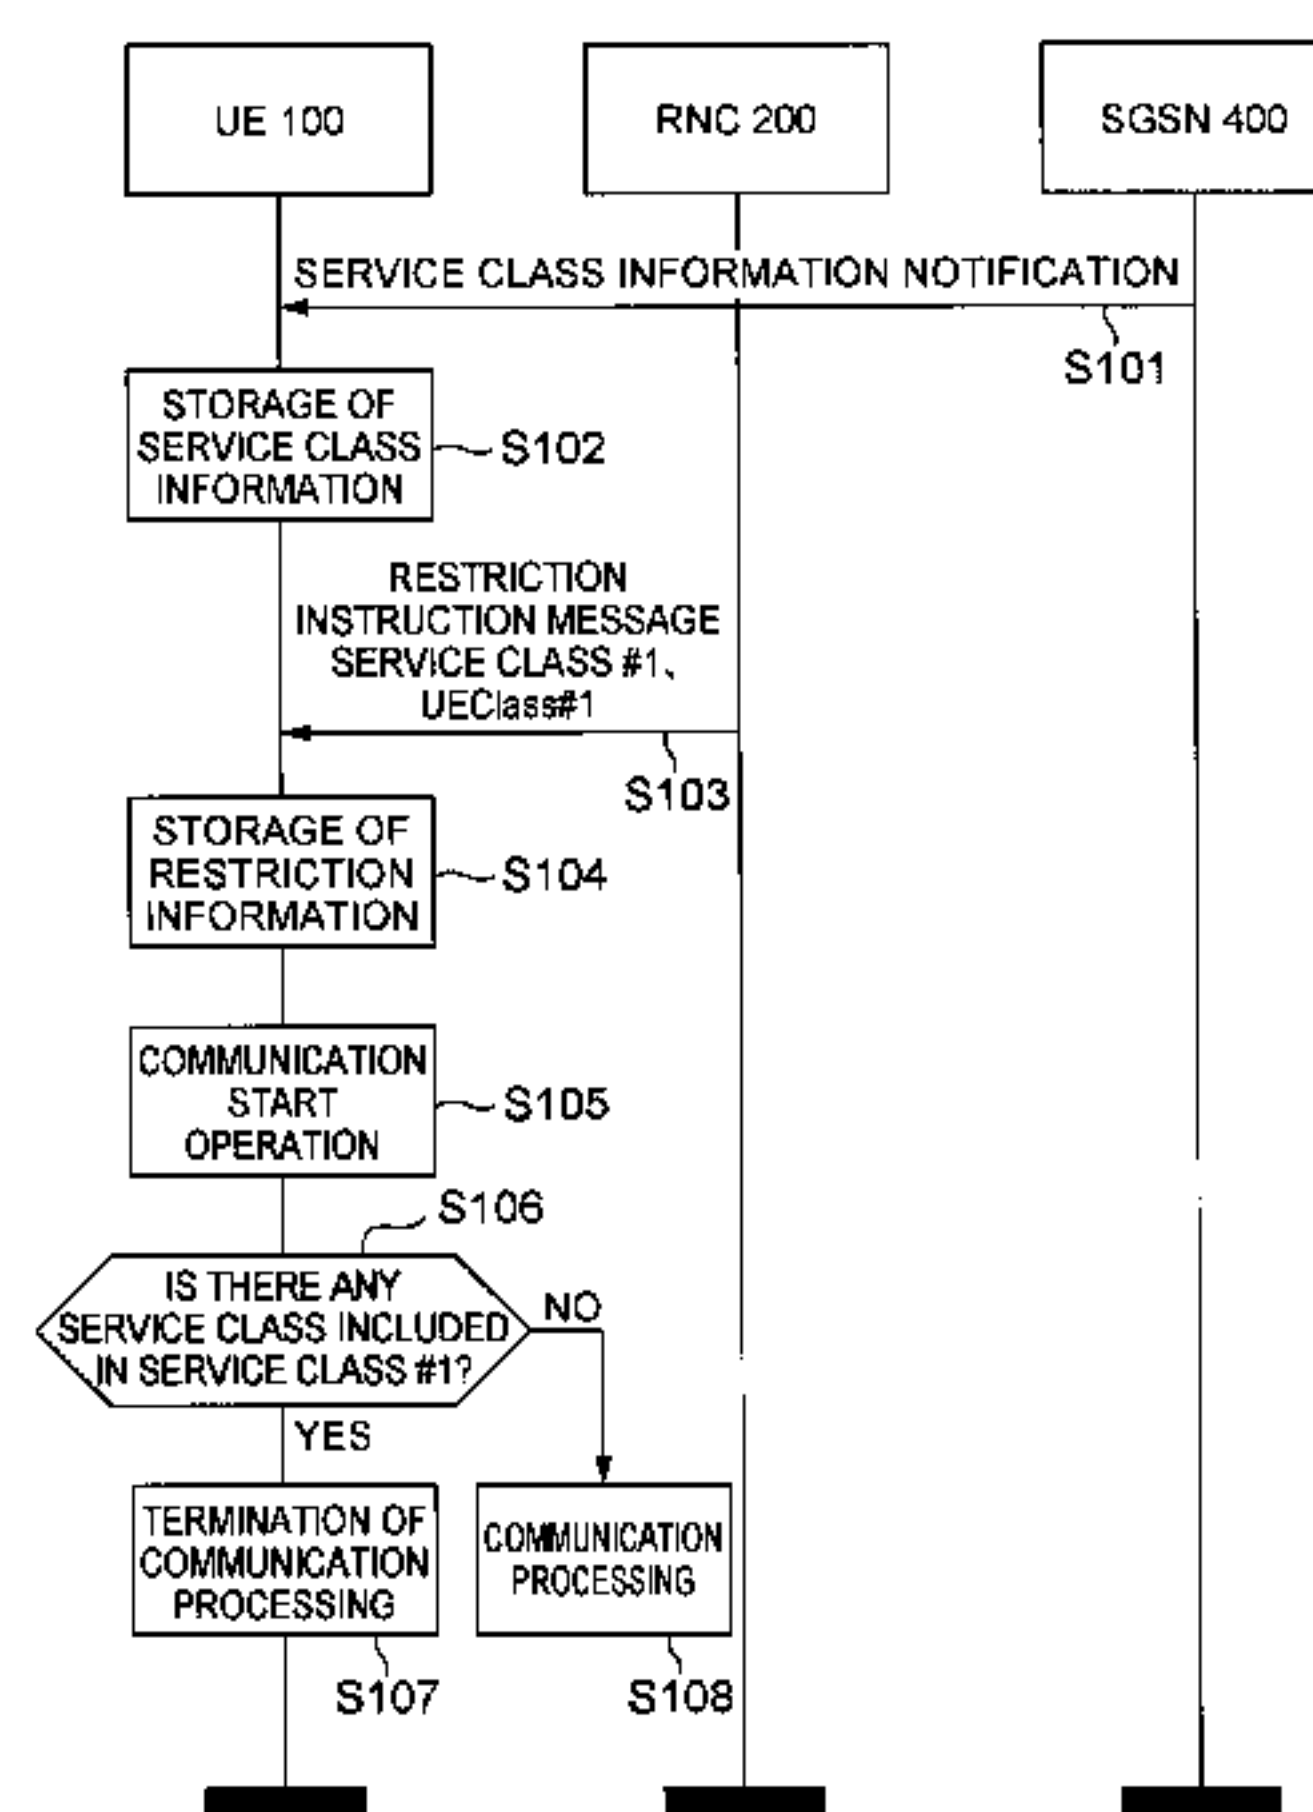 UE 100
RNC 200
SGSN 400
SERVICE CLASS INFORMATION NOTIFICATION
S101
STORAGE OF
SERVICE CLASS
INFORMATION
S102
RESTRICTION
INSTRUCTION MESSAGE
SERVICE CLASS #1、
UEClass#1
S103
STORAGE OF
RESTRICTION
INFORMATION
S104
COMMUNICATION
START
OPERATION
S105
S106
IS THERE ANY
SERVICE CLASS INCLUDED
IN SERVICE CLASS #1?
NO
YES
TERMINATION OF
COMMUNICATION
PROCESSING
S107
COMMUNICATION
PROCESSING
S108